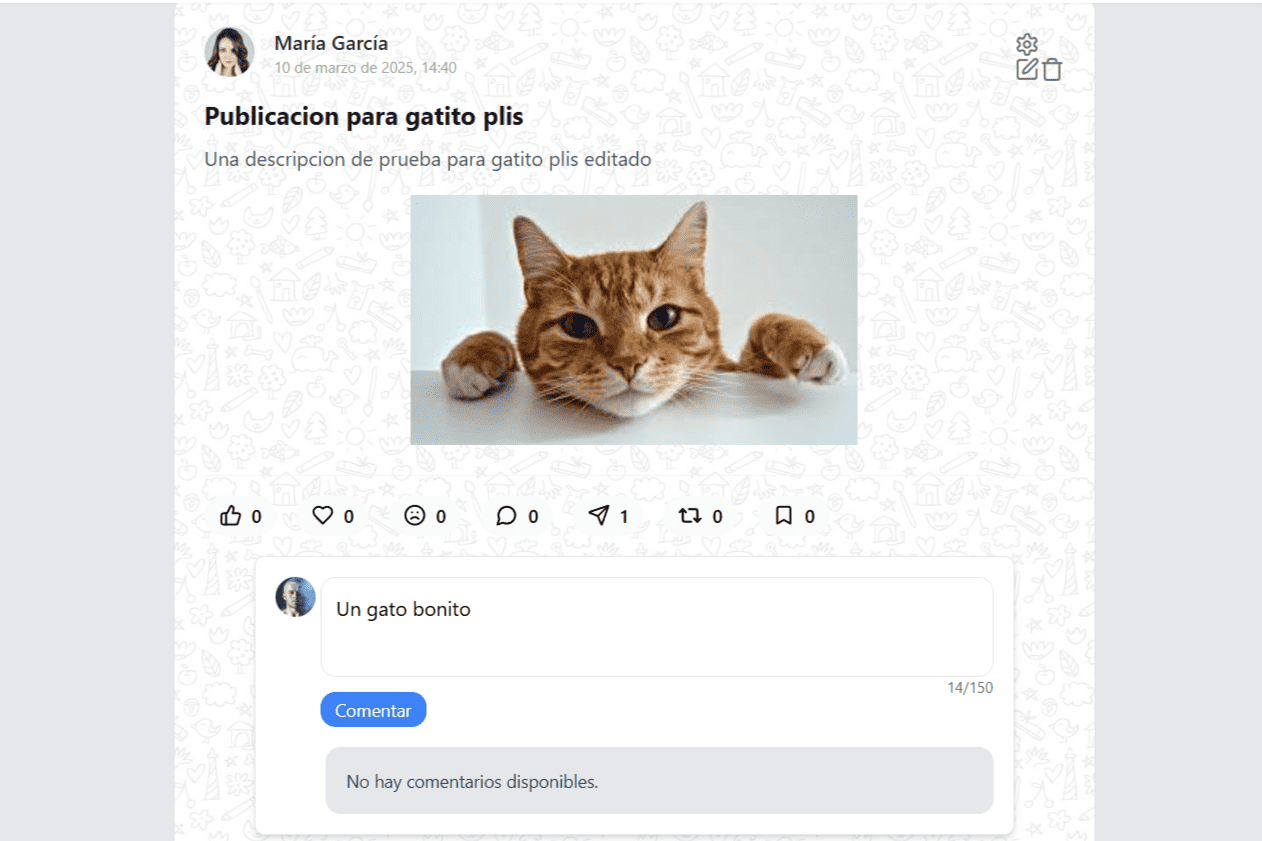 María García
10 de marzo de 2025, 14:40
Publicacion para gatito plis
Una descripcion de prueba para gatito plis editado
0 0 0 0 1 0 0
Un gato bonito
14/150
Comentar
No hay comentarios disponibles.